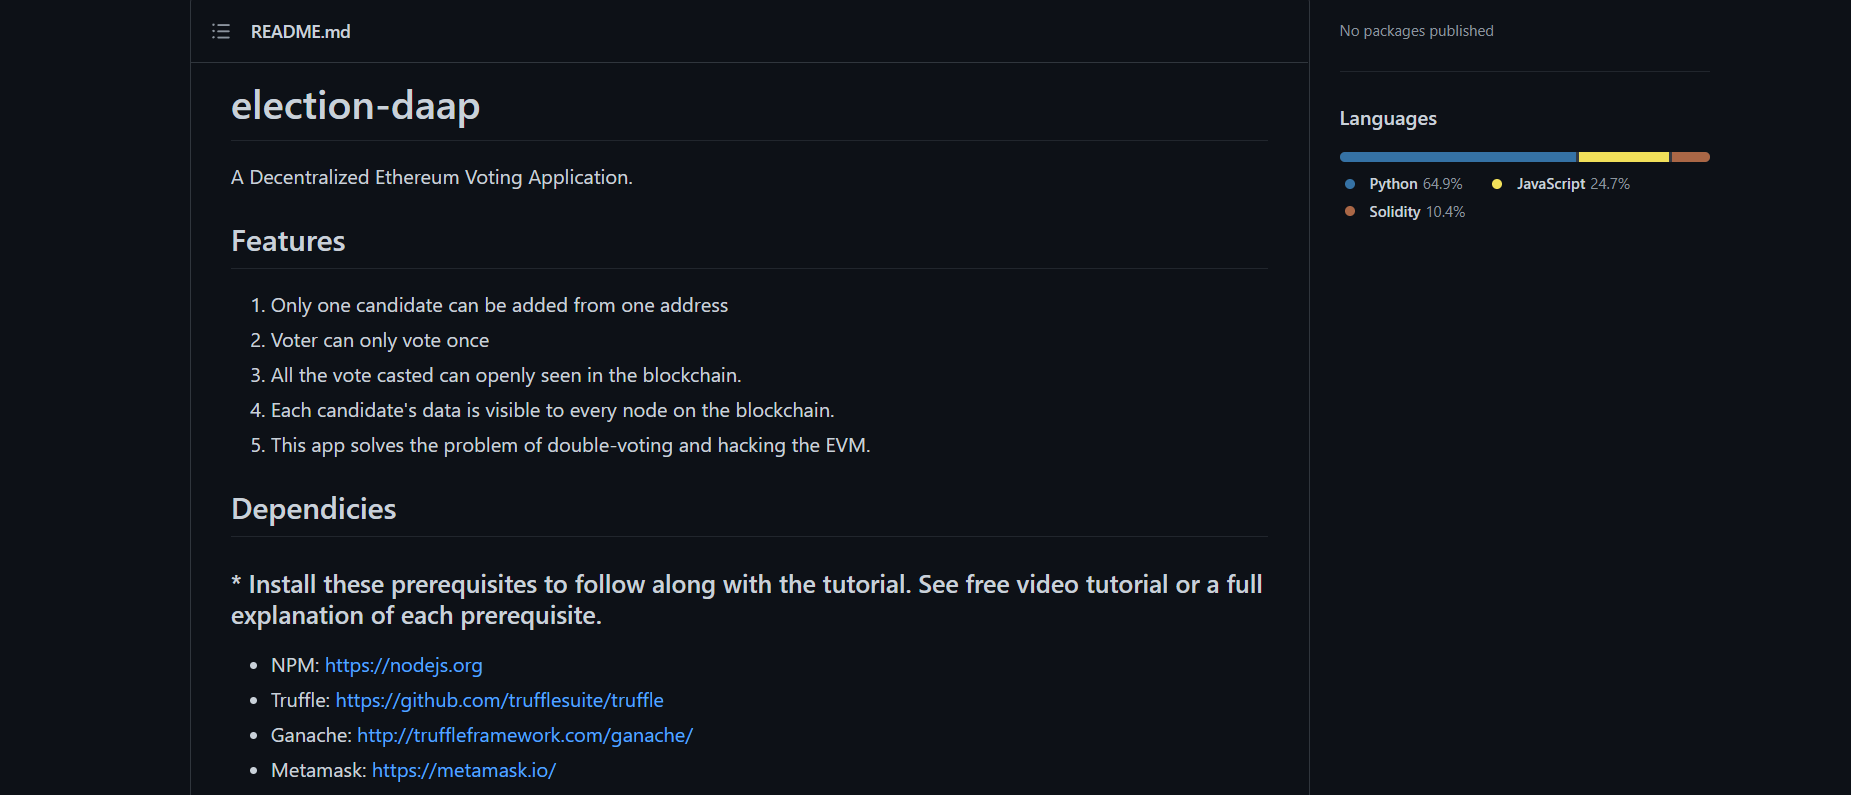 README.md
election-daap
A Decentralized Ethereum Voting Application.
Features
1. Only one candidate can be added from one address
2. Voter can only vote once
3. All the vote casted can openly seen in the blockchain.
4. Each candidate's data is visible to every node on the blockchain.
5. This app solves the problem of double-voting and hacking the EVM.
Dependicies
* Install these prerequisites to follow along with the tutorial. See free video tutorial or a full
explanation of each prerequisite.
• NPM: https://nodejs.org
• Truffle: https://github.com/trufflesuite/truffle
• Ganache: http://truffleframework.com/ganache/
• Metamask: https://metamask.io/
No packages published
Languages
Python 64.9% JavaScript 24.7%
Solidity 10.4%